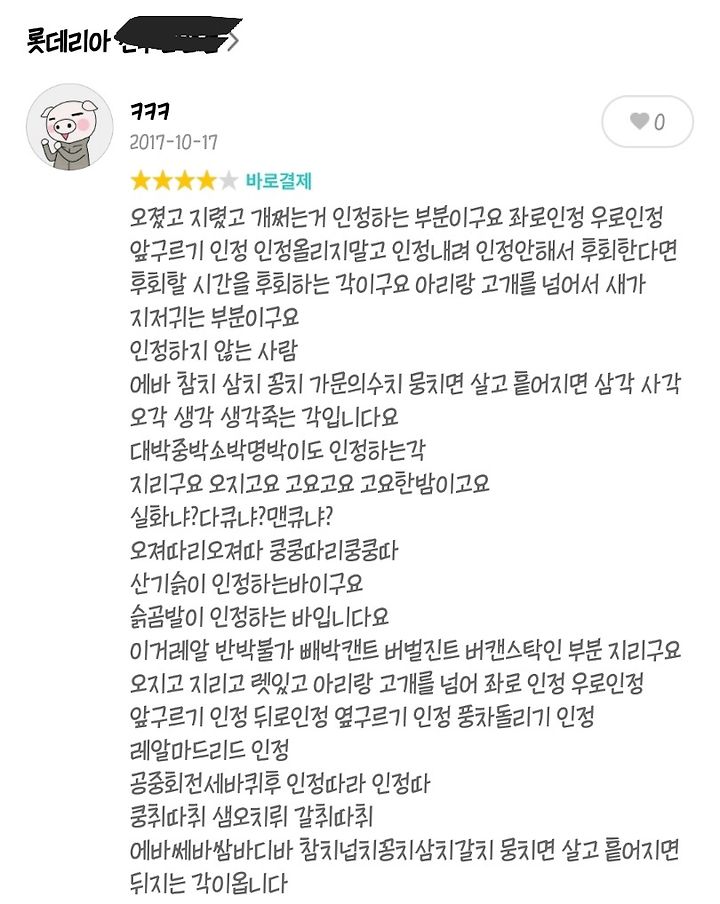 롯데리아
ㅋㅋㅋ
2017-10-17
0
바로결제
오졌고 지렸고 개쩌는거 인정하는 부분이구요 좌로인정 우로인정
앞구르기 인정 인정올리지말고 인정내려 인정안해서 후회한다면
후회할 시간을 후회하는 각이구요 아리랑 고개를 넘어서 새가
지저귀는 부분이구요
인정하지 않는 사람
에바 참치 삼치 꽁치 가문의수치 뭉치면 살고 흩어지면 삼각 사각
오각 생각 생각죽는 각입니다요
대박중박소박명박이도 인정하는각
지리구요 오지고요 고요고요 고요한밤이고요
실화냐?다큐냐?맨큐냐?
오져따리오져따 쿵쿵따리쿵쿵따
산기슭이 인정하는바이구요
슭곰발이 인정하는 바입니다요
이거레알 반박불가 빼박캔트 버벌진트 버캔스탁인 부분 지리구요
오지고 지리고 렛잇고 아리랑 고개를 넘어 좌로 인정 우로인정
앞구르기 인정 뒤로인정 옆구르기 인정 풍차돌리기 인정
레알마드리드 인정
공중회전세바퀴후 인정따라 인정따
쿵취따취 샘오치뤼 갈취따취
에바쎄바쌈바디바 참치넙치꽁치삼치갈치 뭉치면 살고 흩어지면
뒤지는 각이옵니다